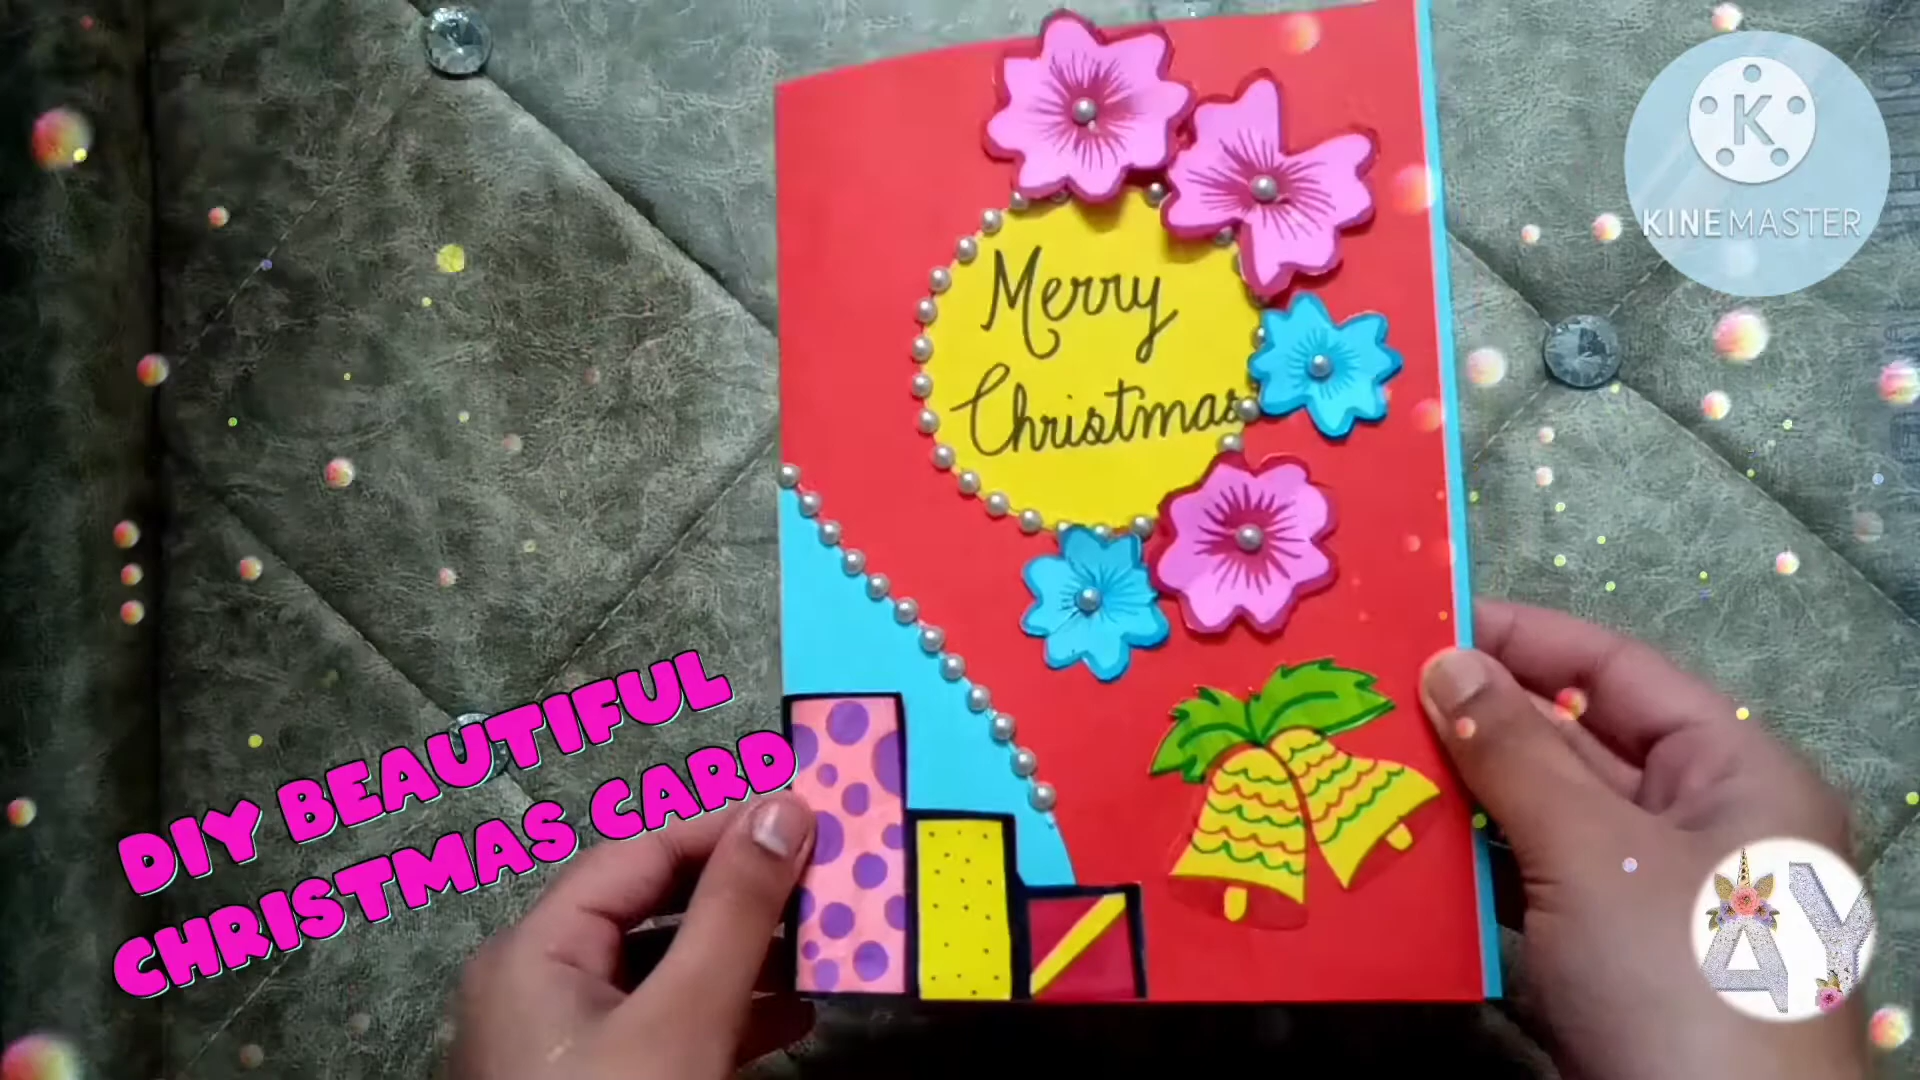 Merry
Christmas
KINEMASTER
DIY BEAUTIFUL
CHRISTMAS CARD
AY